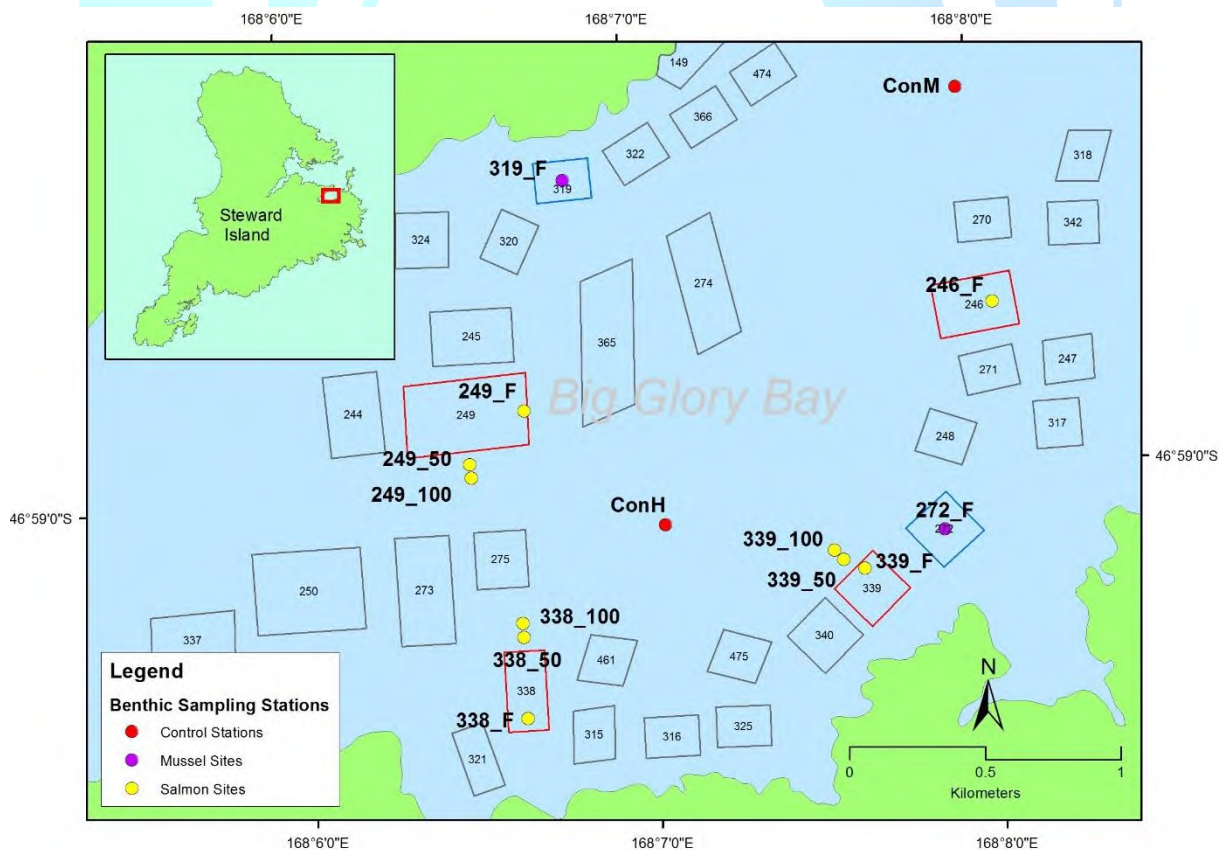 168°6'0"E 168°7'0"E 168°8'0"E
149
474
ConM
366
322
318
319_F
319
Steward
Island
324
320
270
342
274
246_F
246
245
365
247
271
249_F
Big Glory Bay
244
249
317
248
249_50
46°59'0"S
249_100
ConH
272_F
272
46°59'0"S
339_100
275
339_F
339_50
339
250
273
338_100
340
337
338_50
461
475
338
338_F
315
316
325
321
N
Legend
Benthic Sampling Stations
Control Stations
Mussel Sites
Salmon Sites
0 0.5 1
Kilometers
168°6'0"E 168°7'0"E 168°8'0"E